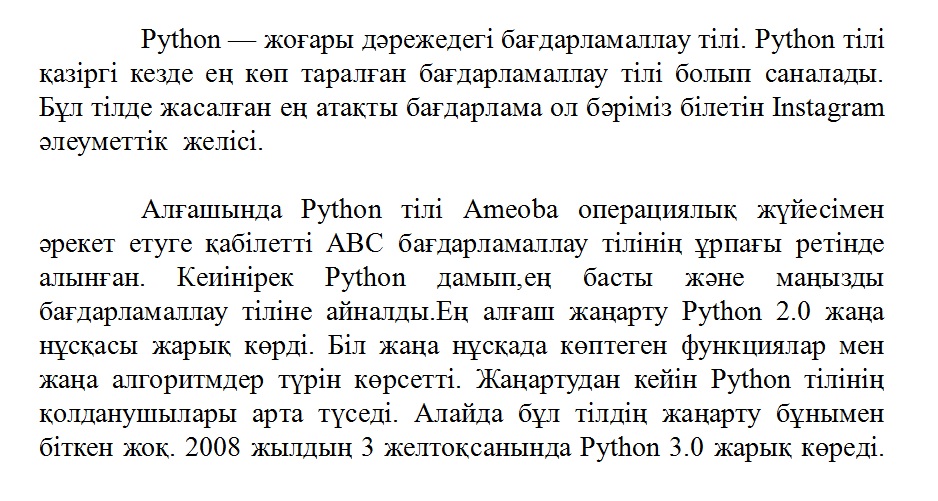 Python — жоғары дәрежедегі бағдарламаллау тілі. Python тілі
қазіргі кезде ең көп таралған бағдарламаллау тілі болып саналады.
Бұл тілде жасалған ең атақты бағдарлама ол бәріміз білетін Instagram
әлеуметтік желісі.
Алғашында Python тілі Ameoba операциялық жүйесімен
әрекет етуге қабілетті ABC бағдарламаллау тілінің ұрпағы ретінде
алынған. Кеиінірек Python дамып,ең басты және маңызды
бағдарламаллау тіліне айналды.Ең алғаш жаңарту Python 2.0 жаңа
нұсқасы жарық көрді. Біл жаңа нұсқада көптеген функциялар мен
жаңа алгоритмдер түрін көрсетті. Жаңартудан кейін Python тілінің
қолданушылары арта түседі. Алайда бұл тілдің жаңарту бұнымен
біткен жоқ. 2008 жылдың 3 желтоқсанында Python 3.0 жарық көреді.